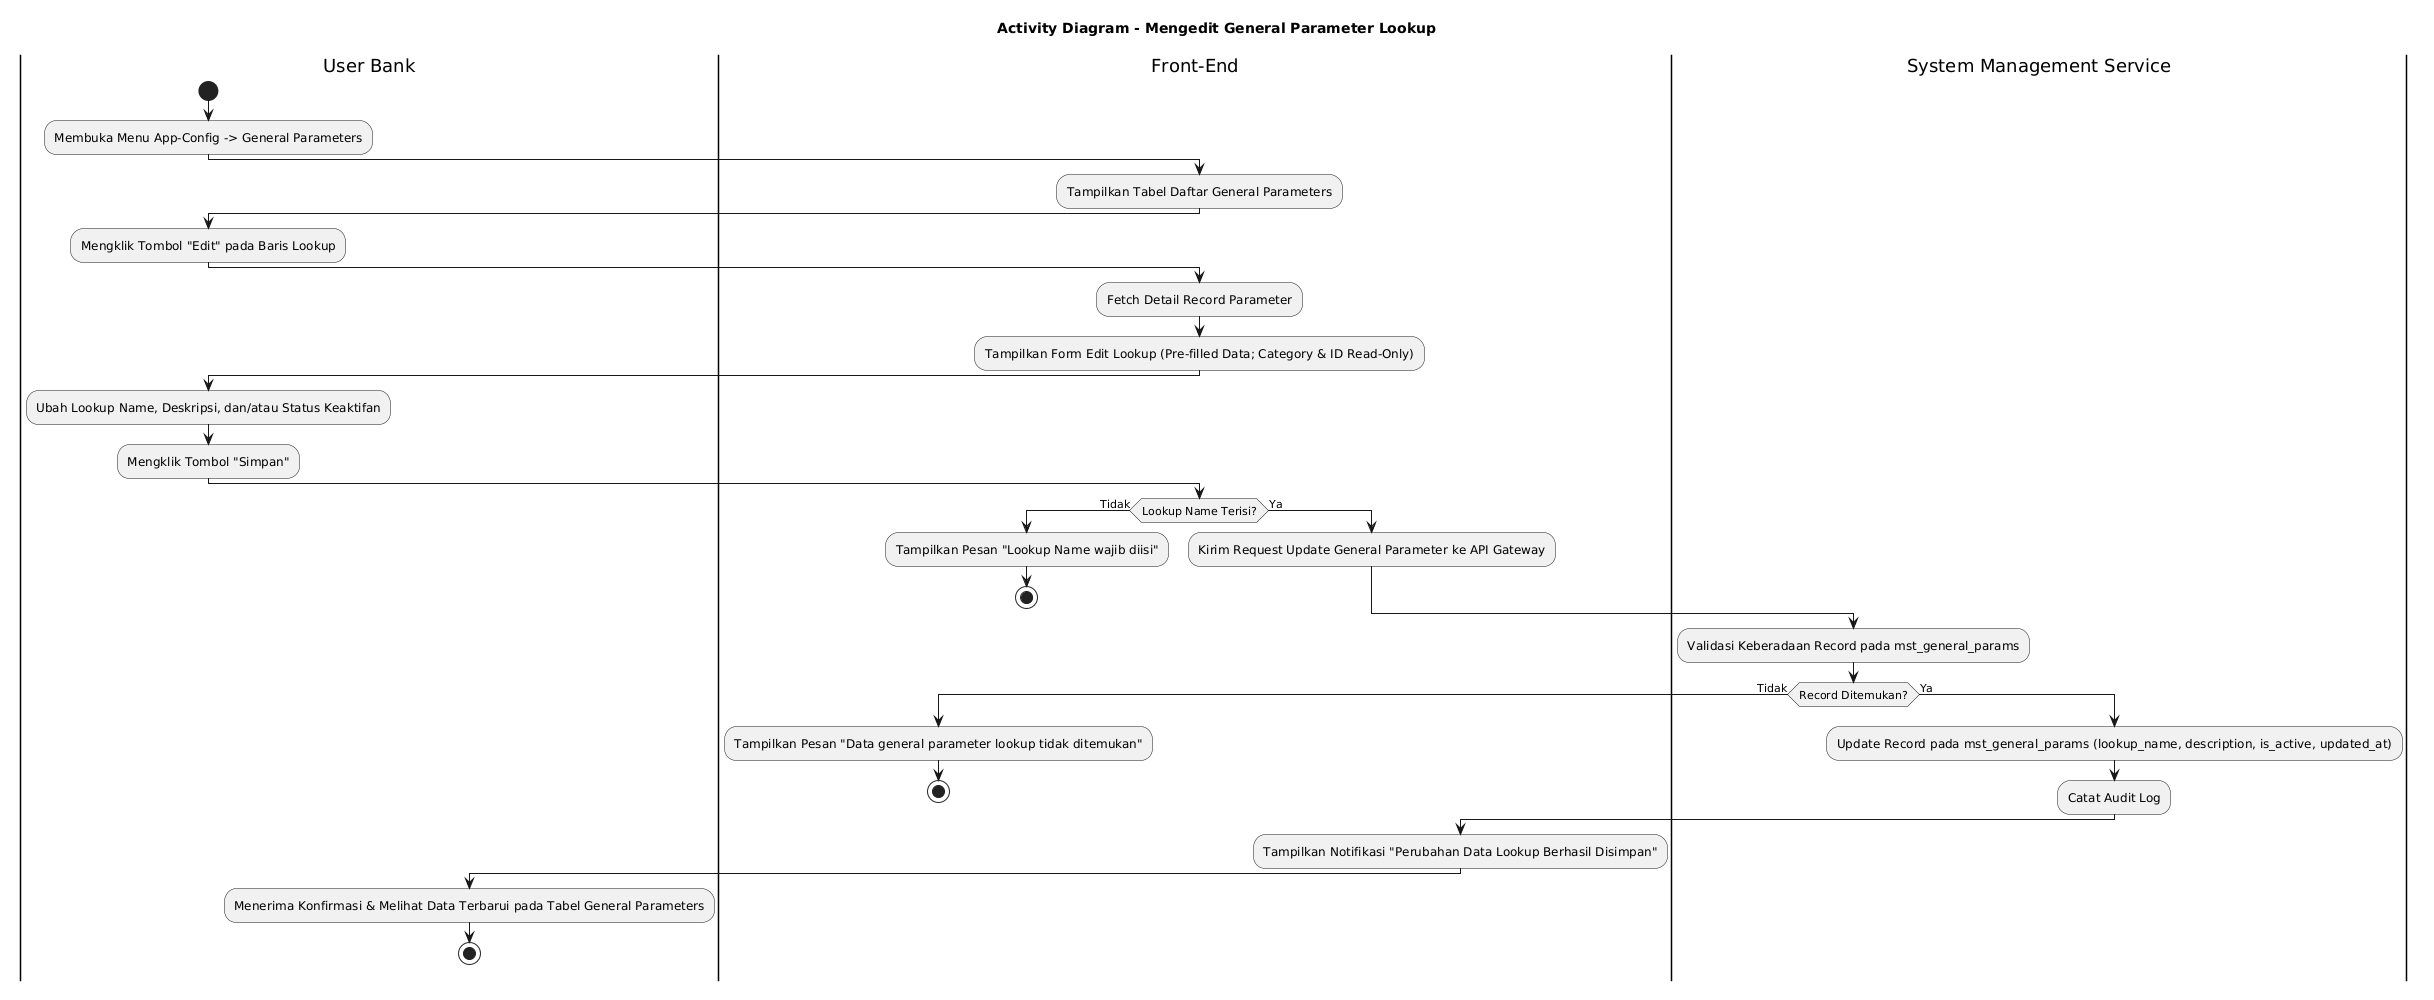 Activity Diagram - Mengedit General Parameter Lookup
User Bank
Front-End
System Management Service
Membuka Menu App-Config -> General Parameters
Tampilkan Tabel Daftar General Parameters
Mengklik Tombol "Edit" pada Baris Lookup
Fetch Detail Record Parameter
Tampilkan Form Edit Lookup (Pre-filled Data; Category & ID Read-Only)
Ubah Lookup Name, Deskripsi, dan/atau Status Keaktifan
Mengklik Tombol "Simpan"
Tidak
Lookup Name Terisi?
Ya
Tampilkan Pesan "Lookup Name wajib diisi"
Kirim Request Update General Parameter ke API Gateway
Validasi Keberadaan Record pada mst_general_params
Tidak
Record Ditemukan?
Ya
Tampilkan Pesan "Data general parameter lookup tidak ditemukan"
Update Record pada mst_general_params (lookup_name, description, is_active, updated_at)
Catat Audit Log
Tampilkan Notifikasi "Perubahan Data Lookup Berhasil Disimpan"
Menerima Konfirmasi & Melihat Data Terbarui pada Tabel General Parameters